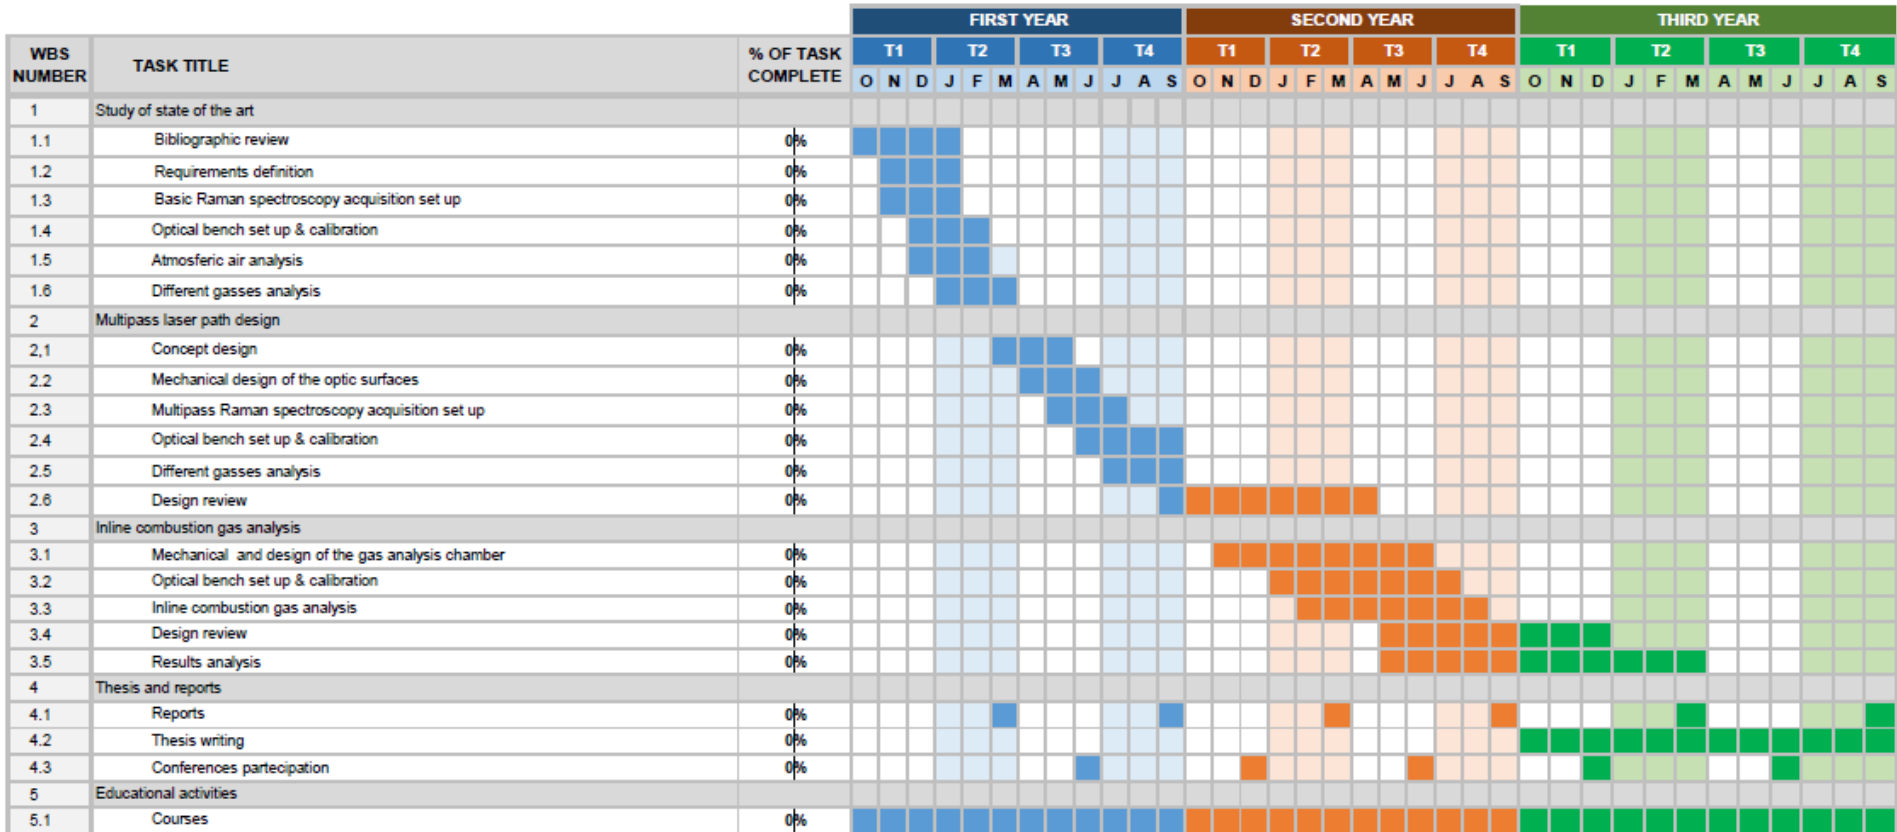 FIRST YEAR SECOND YEAR THIRD YEAR
WBS NUMBER TASK TITLE % OF TASK COMPLETE T1 T2 T3 T4 T1 T2 T3 T4 T1 T2 T3 T4
O N D J F M A M J J A S O N D J F M A M J J A S O N D J F M A M J J A S
1 Study of state of the art
1.1 Bibliographic review 0%
1.2 Requirements definition 0%
1.3 Basic Raman spectroscopy acquisition set up 0%
1.4 Optical bench set up & calibration 0%
1.5 Atmosferic air analysis 0%
1.6 Different gasses analysis 0%
2 Multipass laser path design
2,1 Concept design 0%
2.2 Mechanical design of the optic surfaces 0%
2.3 Multipass Raman spectroscopy acquisition set up 0%
2.4 Optical bench set up & calibration 0%
2.5 Different gasses analysis 0%
2.6 Design review 0%
3 Inline combustion gas analysis
3.1 Mechanical and design of the gas analysis chamber 0%
3.2 Optical bench set up & calibration 0%
3.3 Inline combustion gas analysis 0%
3.4 Design review 0%
3.5 Results analysis 0%
4 Thesis and reports
4.1 Reports 0%
4.2 Thesis writing 0%
4.3 Conferences partecipation 0%
5 Educational activities
5.1 Courses 0%